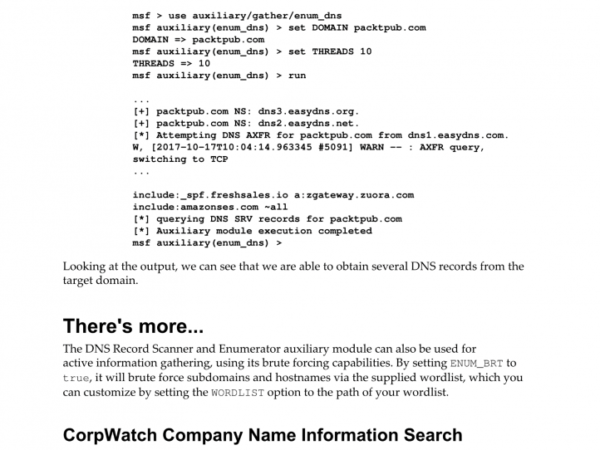 msf > use auxiliary/gather/enum_dns
msf auxiliary(enum_dns) > set DOMAIN packtpub.com
DOMAIN => packtpub.com
msf auxiliary(enum_dns) > set THREADS 10
THREADS => 10
msf auxiliary(enum_dns) > run
...
[+] packtpub.com NS: dns3.easydns.org.
[+] packtpub.com NS: dns2.easydns.net.
[*] Attempting DNS AXFR for packtpub.com from dns1.easydns.com.
W, [2017-10-17T10:04:14.963345 #5091] WARN -- : AXFR query,
switching to TCP
...
include:_spf.freshsales.io a:zgateway.zuora.com
include:amazonses.com ~all
[*] querying DNS SRV records for packtpub.com
[*] Auxiliary module execution completed
msf auxiliary(enum_dns) >
Looking at the output, we can see that we are able to obtain several DNS records from the
target domain.
There's more...
The DNS Record Scanner and Enumerator auxiliary module can also be used for
active information gathering, using its brute forcing capabilities. By setting ENUM_BRT to
true, it will brute force subdomains and hostnames via the supplied wordlist, which you
can customize by setting the WORDLIST option to the path of your wordlist.
CorpWatch Company Name Information Search